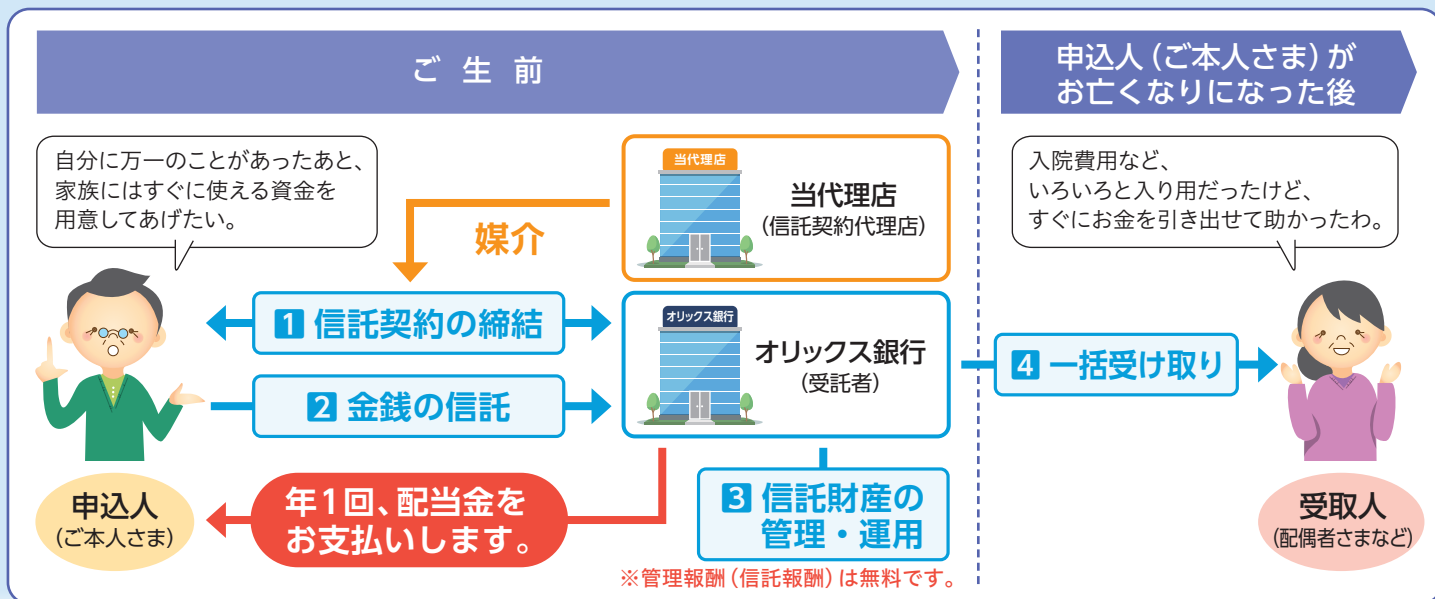 ご生前
申込人（ご本人さま）が
お亡くなりになった後
自分に万一のことがあったあと、
家族にはすぐに使える資金を
用意してあげたい。
当代理店
当代理店
（信託契約代理店）
媒介
入院費用など、
いろいろと入り用だったけど、
すぐにお金を引き出せて助かったわ。
1 信託契約の締結
オリックス銀行
オリックス銀行
（受託者）
2 金銭の信託
4 一括受け取り
年1回、配当金を
お支払いします。
3 信託財産の
管理・運用
※管理報酬（信託報酬）は無料です。
申込人
（ご本人さま）
受取人
（配偶者さまなど）